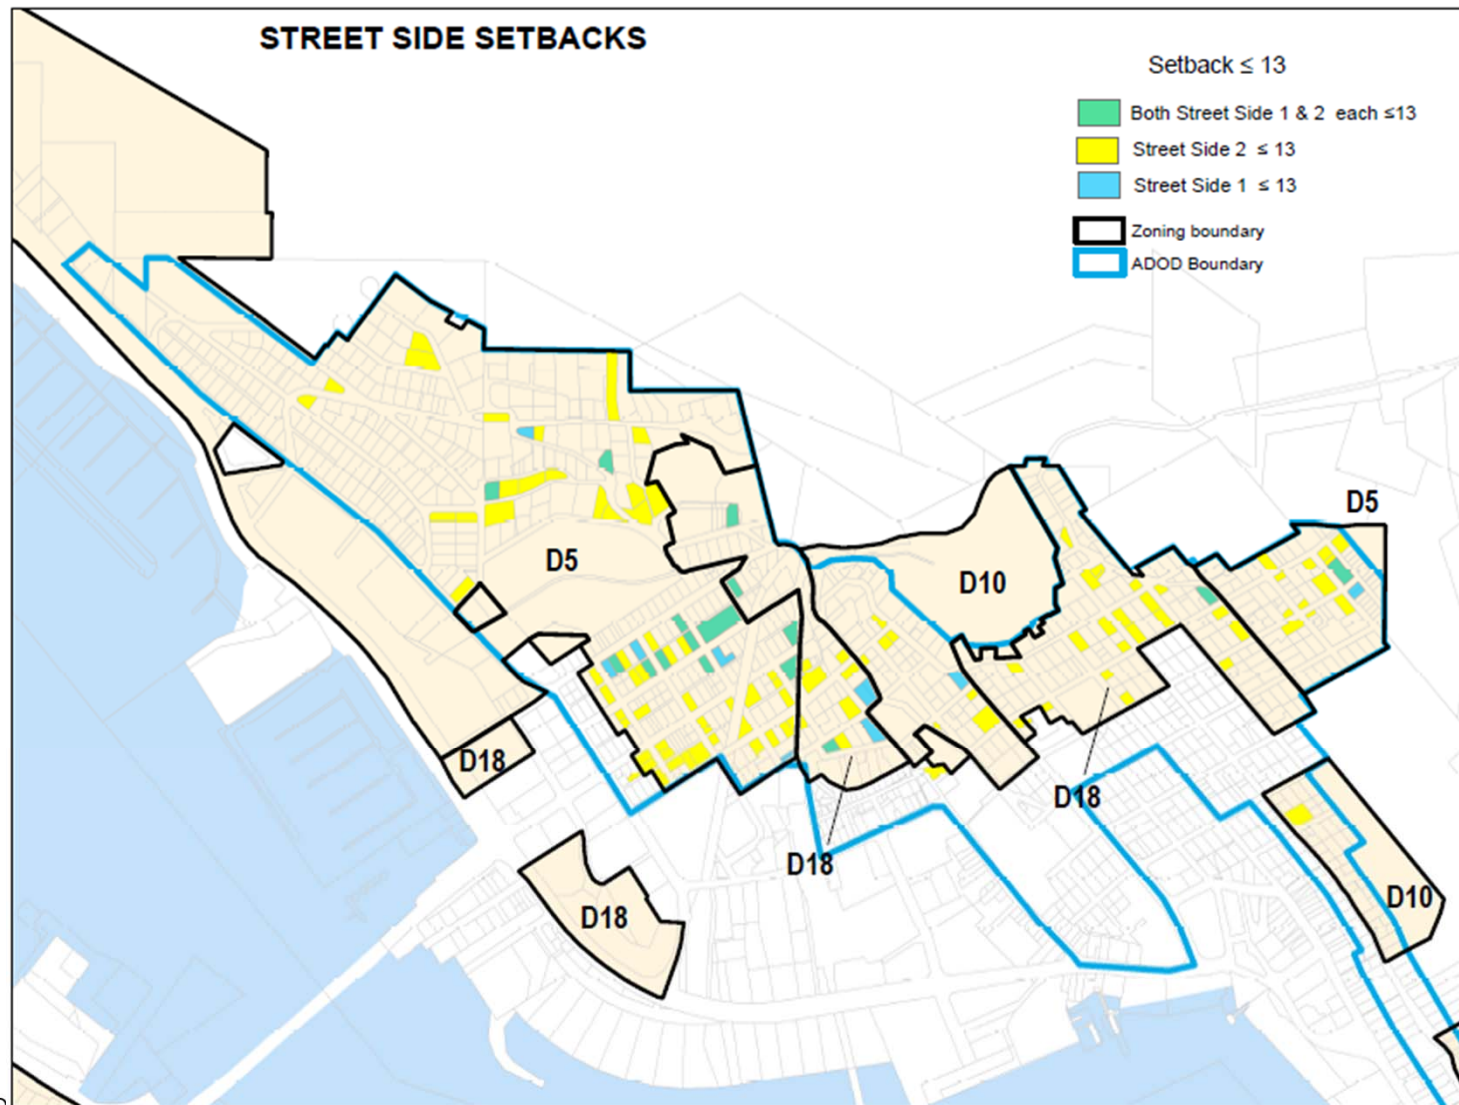 STREET SIDE SETBACKS
Setback ≤ 13
Both Street Side 1 & 2 each ≤13
Street Side 2 ≤ 13
Street Side 1 ≤ 13
Zoning boundary
ADOD Boundary
D5
D5
D10
D18
D18
D18
D18
D10